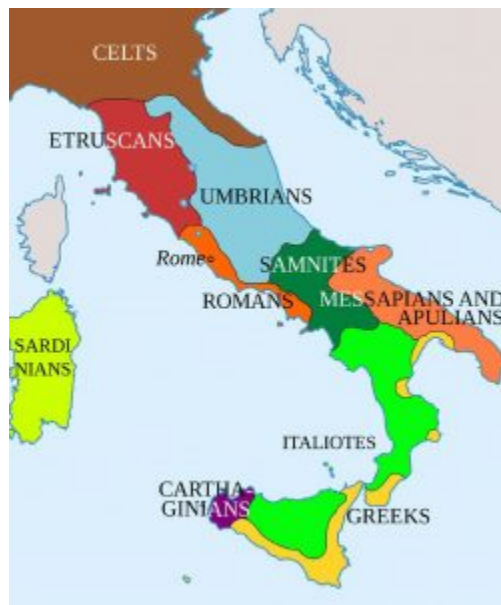 CELTS
ETRUSCANS
UMBRIANS
Rome
SAMNITES
ROMANS
MESSAPIANS AND
APULIANS
SARDI
NIANS
ITALIOTES
CARTHA-
GINIANS
GREEKS